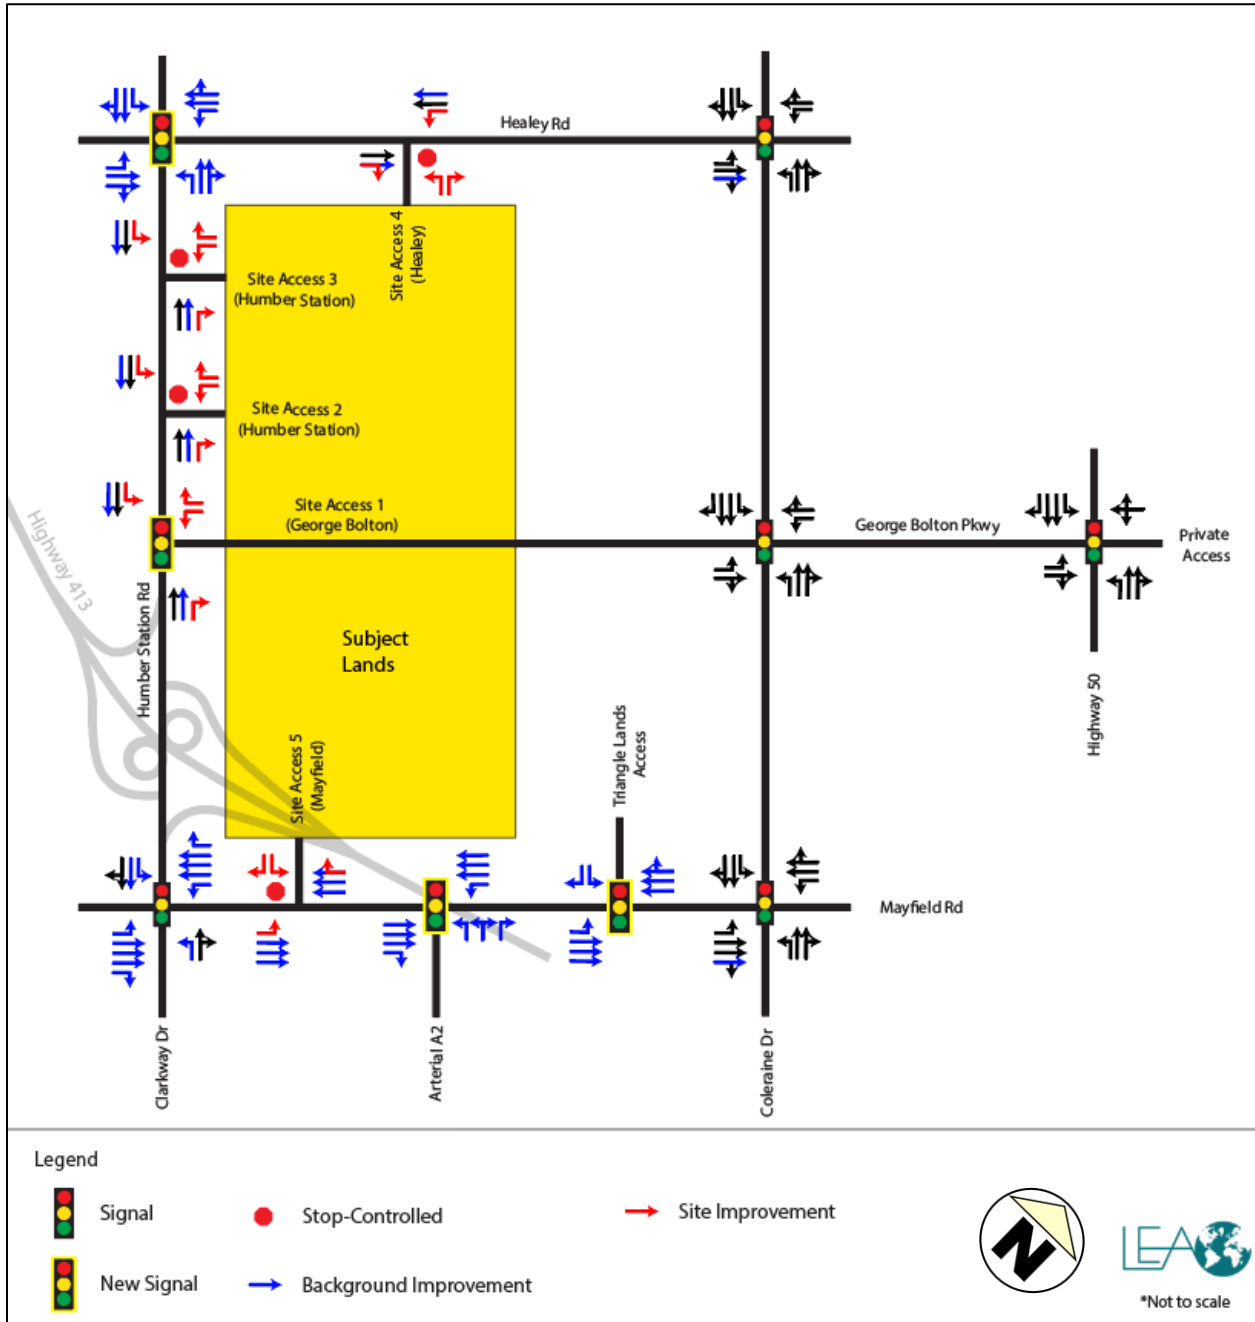 Healey Rd
Site Access 4
(Healey)
Site Access 3
(Humber Station)
Site Access 2
(Humber Station)
Site Access 1
(George Bolton)
George Bolton Pkwy
Private
Access
Highway 413
Humber Station Rd
Subject
Lands
Highway 50
Site Access 5
(Mayfield)
Triangle Lands
Access
Mayfield Rd
Clarkway Dr
Arterial A2
Coleraine Dr
Legend
Signal
Stop-Controlled
Site Improvement
New Signal
Background Improvement
N
LEA
*Not to scale